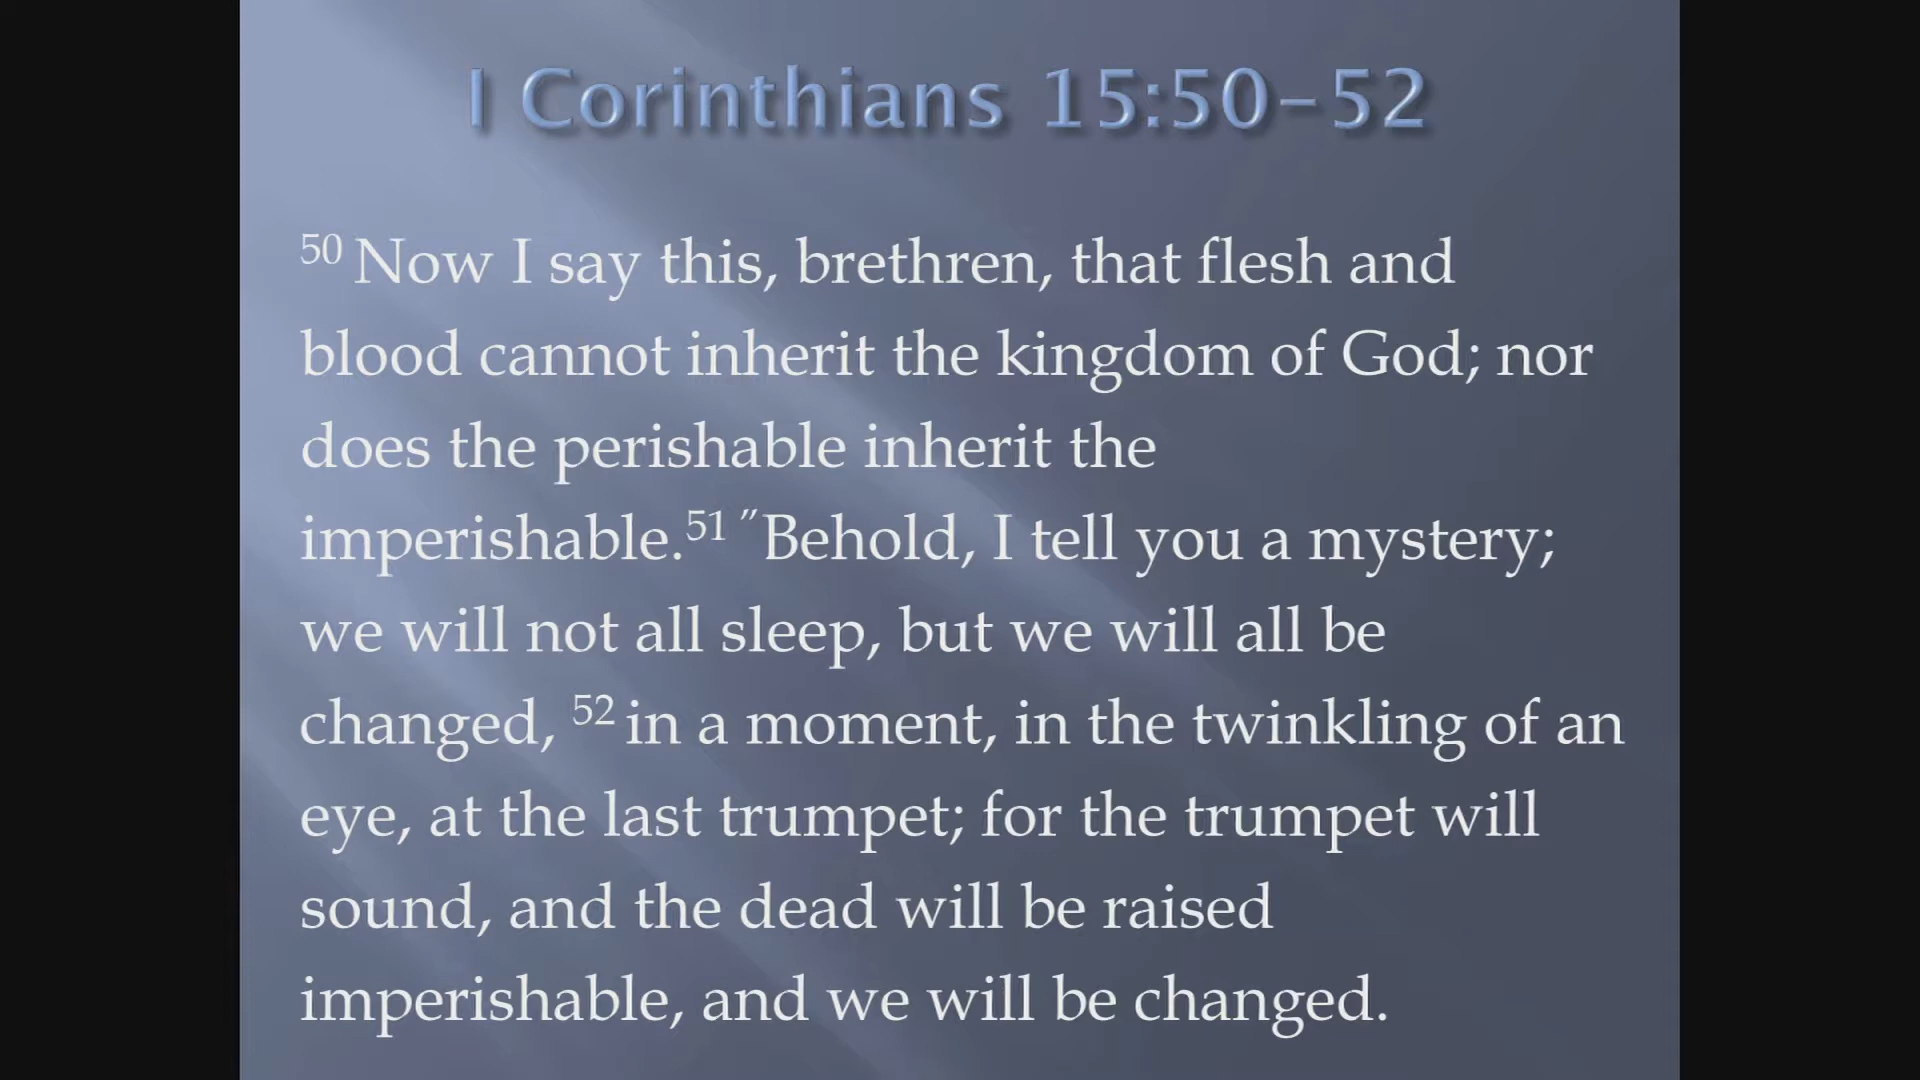 I Corinthians 15:50-52
50 Now I say this, brethren, that flesh and
blood cannot inherit the kingdom of God; nor
does the perishable inherit the
imperishable.51 "Behold, I tell you a mystery;
we will not all sleep, but we will all be
changed, 52 in a moment, in the twinkling of an
eye, at the last trumpet; for the trumpet will
sound, and the dead will be raised
imperishable, and we will be changed.